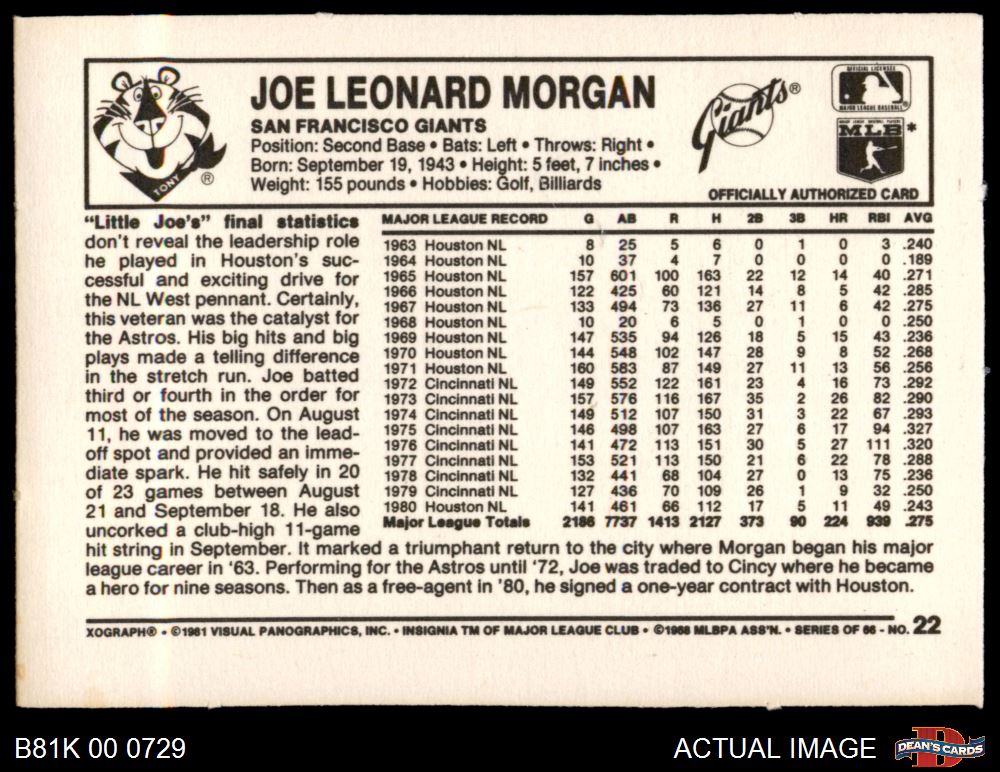 JOE LEONARD MORGAN
SAN FRANCISCO GIANTS
Position: Second Base • Bats: Left • Throws: Right •
Born: September 19, 1943 • Height: 5 feet, 7 inches •
Weight: 155 pounds • Hobbies: Golf, Billiards
TONY ®
Giants ®
OFFICIAL LICENSEE
MAJOR LEAGUE BASEBALL
MLB *
OFFICIALLY AUTHORIZED CARD
"Little Joe's" final statistics
don't reveal the leadership role
he played in Houston's suc-
cessful and exciting drive for
the NL West pennant. Certainly,
this veteran was the catalyst for
the Astros. His big hits and big
plays made a telling difference
in the stretch run. Joe batted
third or fourth in the order for
most of the season. On August
11, he was moved to the lead-
off spot and provided an imme-
diate spark. He hit safely in 20
of 23 games between August
21 and September 18. He also
uncorked a club-high 11-game
hit string in September. It marked a triumphant return to the city where Morgan began his major
league career in '63. Performing for the Astros until '72, Joe was traded to Cincy where he became
a hero for nine seasons. Then as a free-agent in '80, he signed a one-year contract with Houston.
MAJOR LEAGUE RECORD G AB R H 2B 3B HR RBI AVG
1963 Houston NL 8 25 5 6 0 1 0 3 .240
1964 Houston NL 10 37 4 7 0 0 0 0 .189
1965 Houston NL 157 601 100 163 22 12 14 40 .271
1966 Houston NL 122 425 60 121 14 8 5 42 .285
1967 Houston NL 133 494 73 136 27 11 6 42 .275
1968 Houston NL 10 20 6 5 0 1 0 0 .250
1969 Houston NL 147 535 94 126 18 5 15 43 .236
1970 Houston NL 144 548 102 147 28 9 8 52 .268
1971 Houston NL 160 583 87 149 27 11 13 56 .256
1972 Cincinnati NL 149 552 122 161 23 4 16 73 .292
1973 Cincinnati NL 157 576 116 167 35 2 26 82 .290
1974 Cincinnati NL 149 512 107 150 31 3 22 67 .293
1975 Cincinnati NL 146 498 107 163 27 6 17 94 .327
1976 Cincinnati NL 141 472 113 151 30 5 27 111 .320
1977 Cincinnati NL 153 521 113 150 21 6 22 78 .288
1978 Cincinnati NL 132 441 68 104 27 0 13 75 .236
1979 Cincinnati NL 127 436 70 109 26 1 9 32 .250
1980 Houston NL 141 461 66 112 17 5 11 49 .243
Major League Totals 2186 7737 1413 2127 373 90 224 939 .275
XOGRAPH® • ©1981 VISUAL PANOGRAPHICS, INC. • INSIGNIA TM OF MAJOR LEAGUE CLUB • ©1968 MLBPA ASS'N. • SERIES OF 66 - NO. 22
B81K 00 0729
ACTUAL IMAGE
DEAN'S CARDS